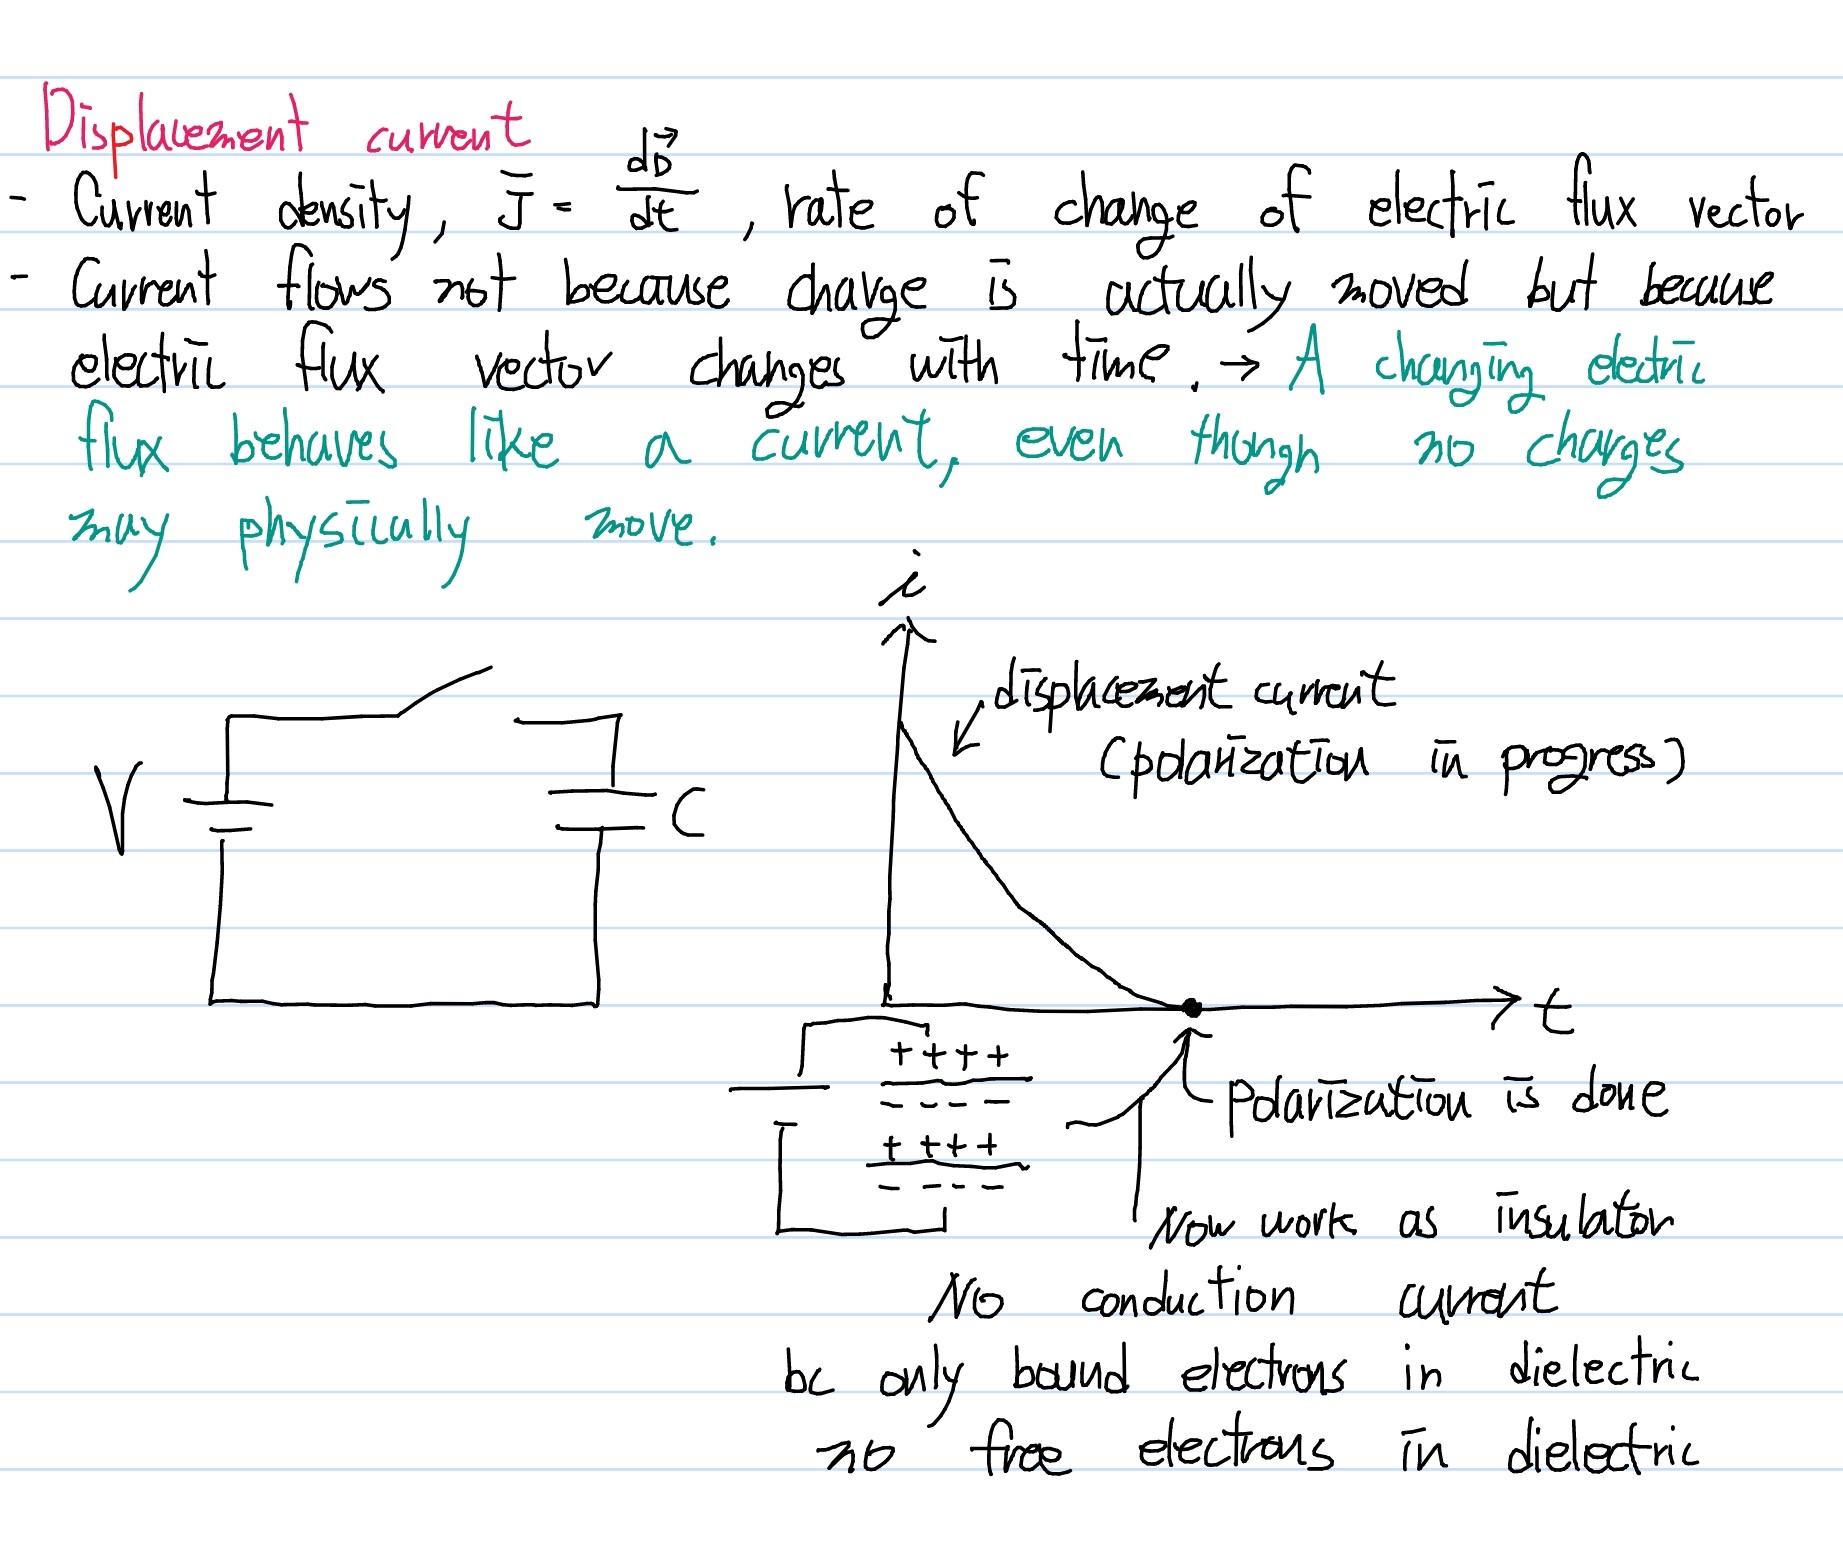 Displacement current
- Current density, J̄ = dD⃗/dt , rate of change of electric flux vector
- Current flows not because charge is actually moved but because
electric flux vector changes with time. → A changing electric
flux behaves like a current, even though no charges
may physically move.
i
displacement current
(polarization in progress)
V
C
t
++++
----
Polarization is done
++++
----
Now work as insulator
No conduction current
bc only bound electrons in dielectric
no free electrons in dielectric